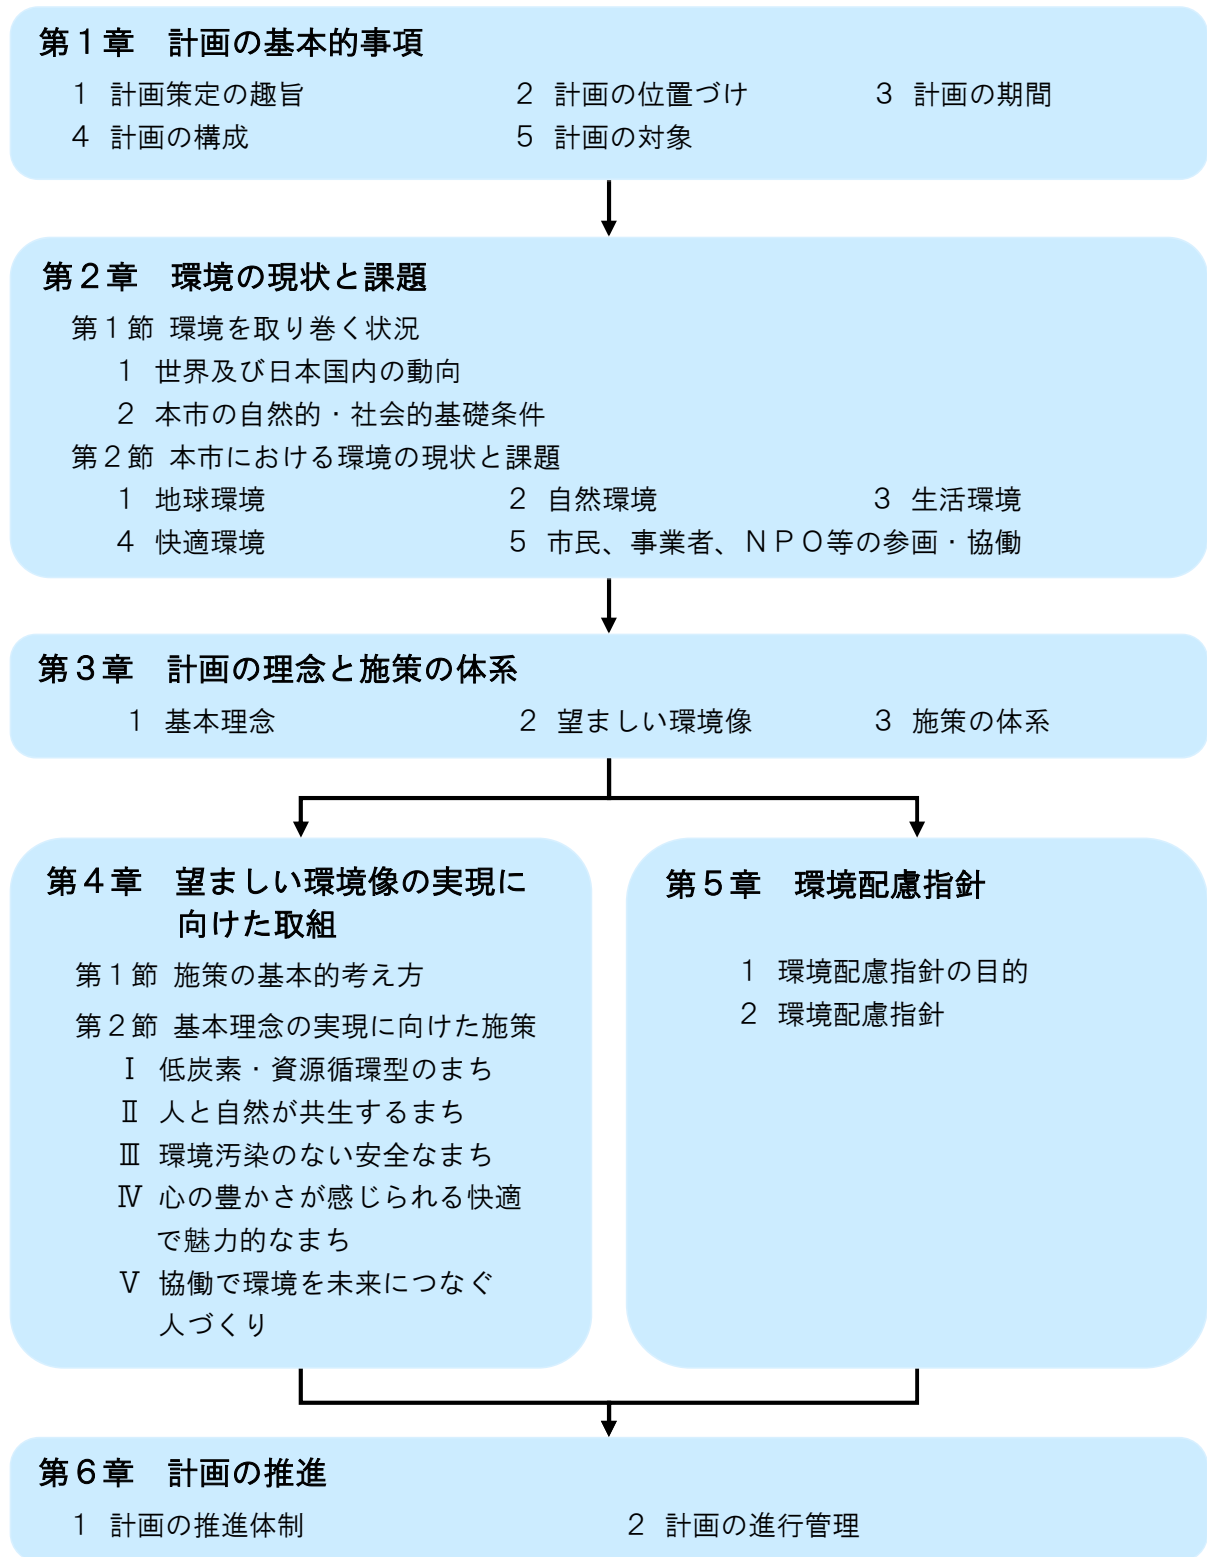 第１章　計画の基本的事項
１ 計画策定の趣旨　２ 計画の位置づけ　３ 計画の期間
４ 計画の構成　５ 計画の対象
第２章　環境の現状と課題
第１節 環境を取り巻く状況
１ 世界及び日本国内の動向
２ 本市の自然的・社会的基礎条件
第２節 本市における環境の現状と課題
１ 地球環境　２ 自然環境　３ 生活環境
４ 快適環境　５ 市民、事業者、ＮＰＯ等の参画・協働
第３章　計画の理念と施策の体系
１ 基本理念　２ 望ましい環境像　３ 施策の体系
第４章　望ましい環境像の実現に
向けた取組
第１節 施策の基本的考え方
第２節 基本理念の実現に向けた施策
Ⅰ 低炭素・資源循環型のまち
Ⅱ 人と自然が共生するまち
Ⅲ 環境汚染のない安全なまち
Ⅳ 心の豊かさが感じられる快適
で魅力的なまち
Ⅴ 協働で環境を未来につなぐ
人づくり
第５章　環境配慮指針
１ 環境配慮指針の目的
２ 環境配慮指針
第６章　計画の推進
１ 計画の推進体制　２ 計画の進行管理